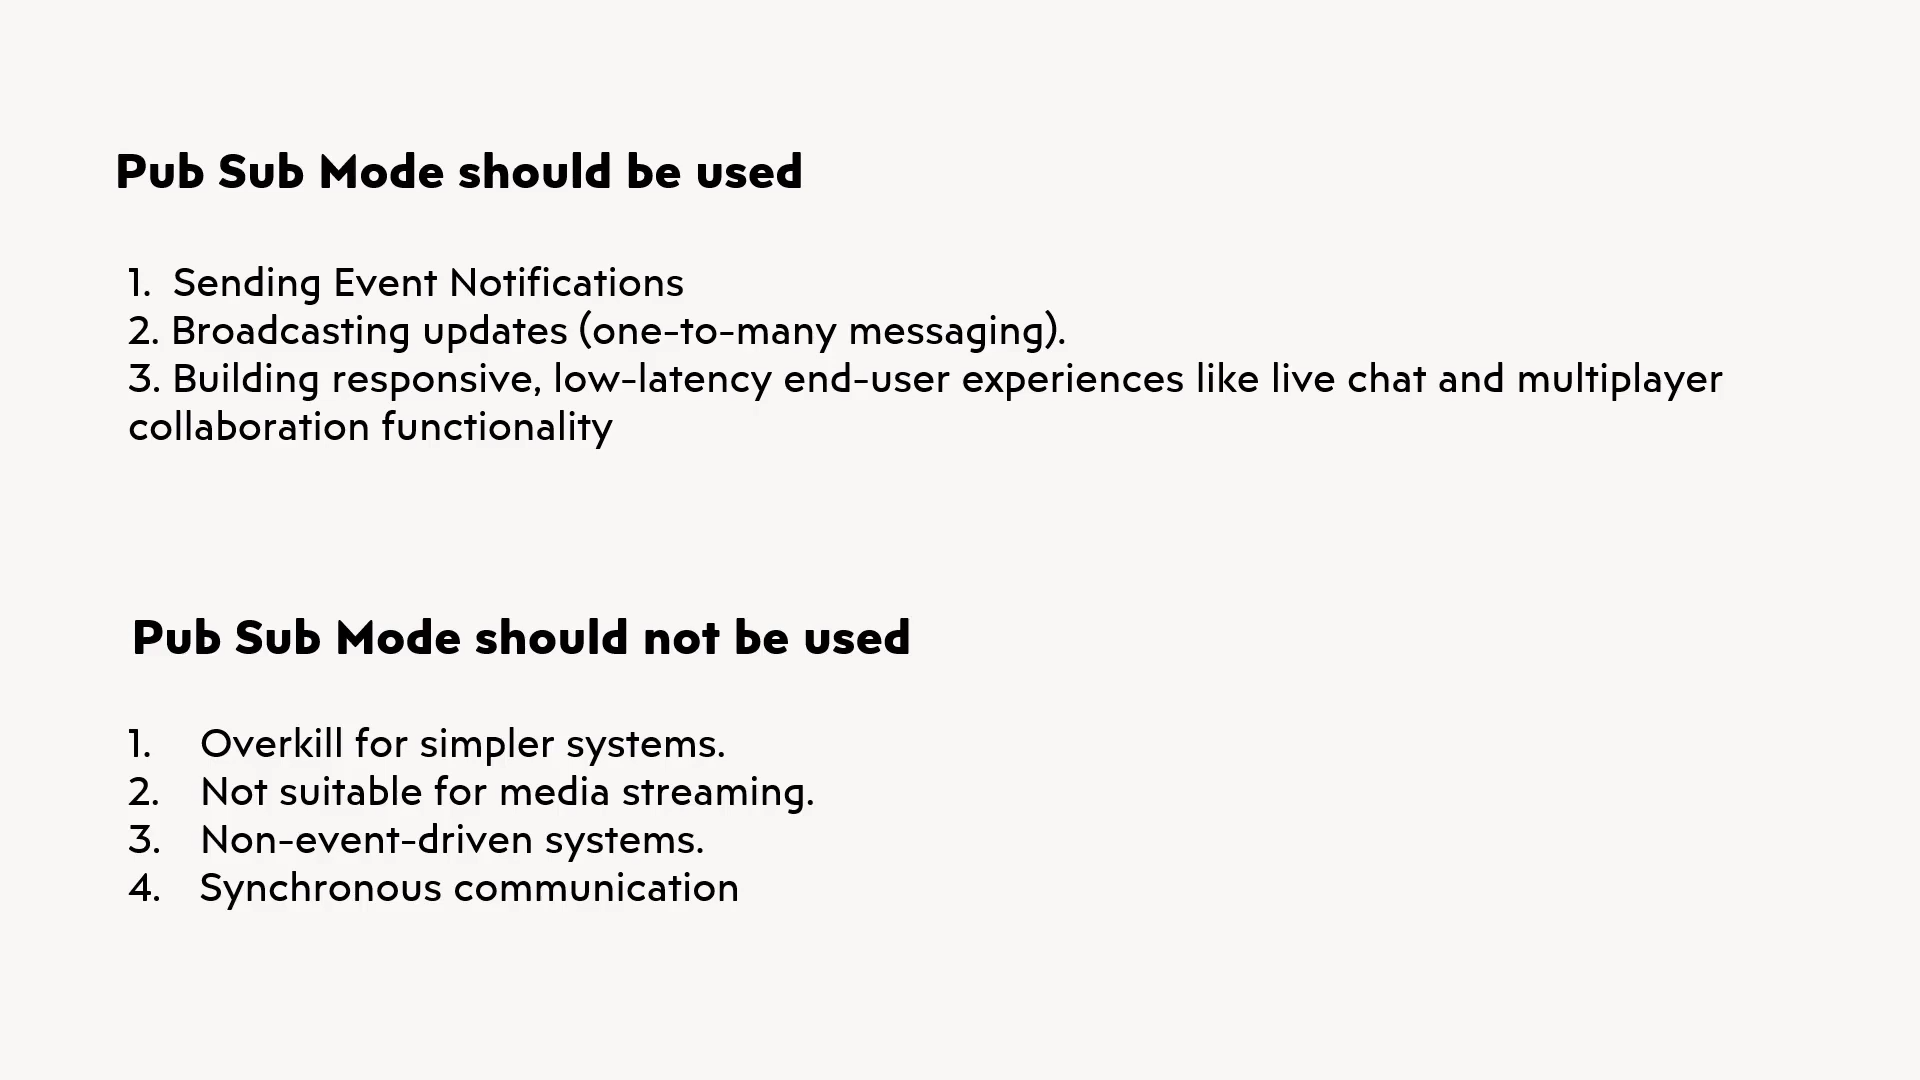 Pub Sub Mode should be used
1. Sending Event Notifications
2. Broadcasting updates (one-to-many messaging).
3. Building responsive, low-latency end-user experiences like live chat and multiplayer
collaboration functionality
Pub Sub Mode should not be used
1. Overkill for simpler systems.
2. Not suitable for media streaming.
3. Non-event-driven systems.
4. Synchronous communication